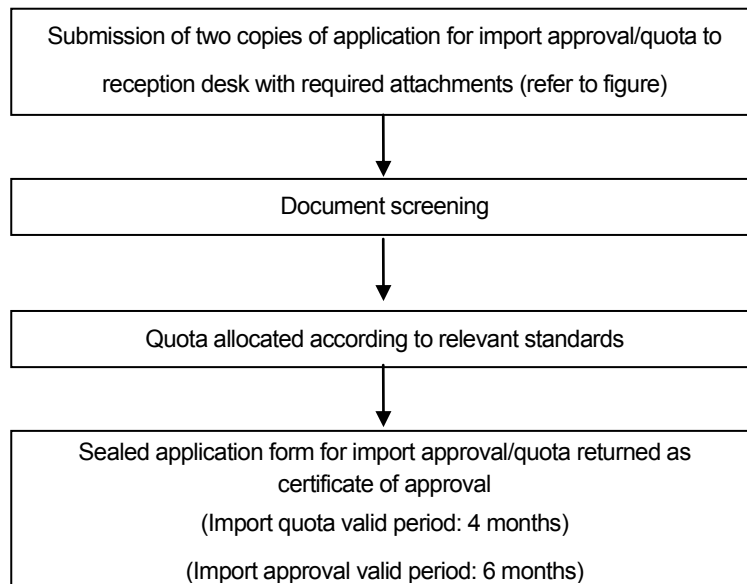 Submission of two copies of application for import approval/quota to
reception desk with required attachments (refer to figure)
Document screening
Quota allocated according to relevant standards
Sealed application form for import approval/quota returned as
certificate of approval
(Import quota valid period: 4 months)
(Import approval valid period: 6 months)